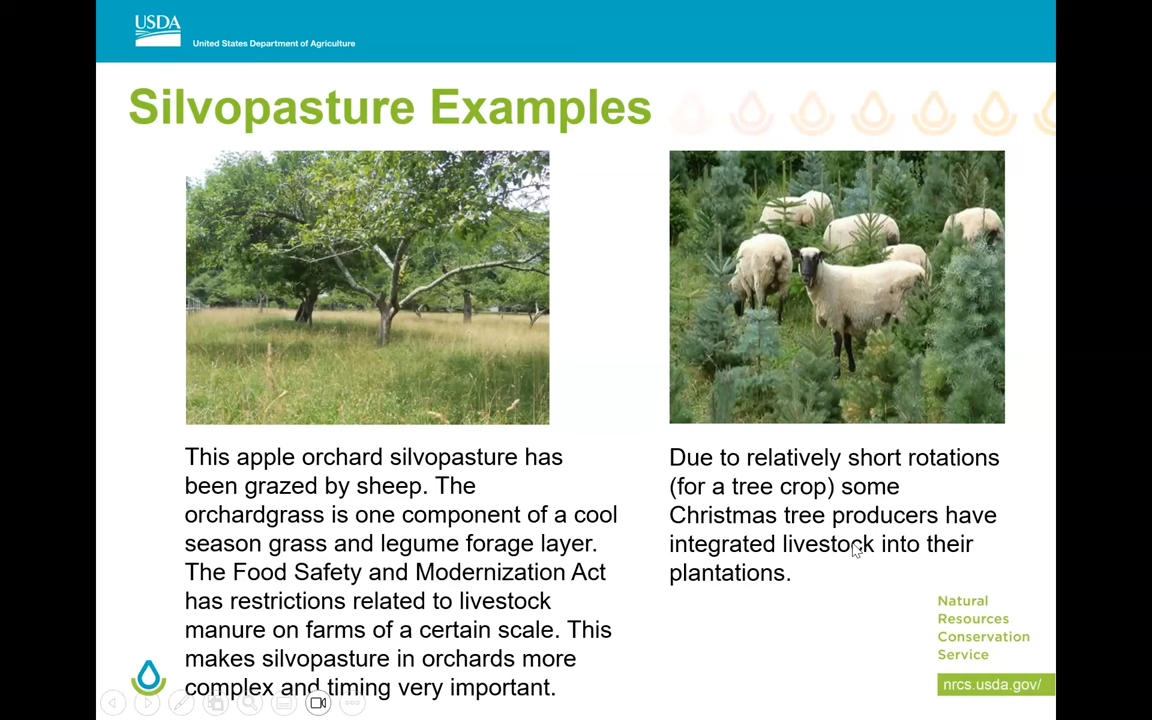 USDA
United States Department of Agriculture
Silvopasture Examples
This apple orchard silvopasture has
been grazed by sheep. The
orchardgrass is one component of a cool
season grass and legume forage layer.
The Food Safety and Modernization Act
has restrictions related to livestock
manure on farms of a certain scale. This
makes silvopasture in orchards more
complex and timing very important.
Due to relatively short rotations
(for a tree crop) some
Christmas tree producers have
integrated livestock into their
plantations.
Natural
Resources
Conservation
Service
nrcs.usda.gov/